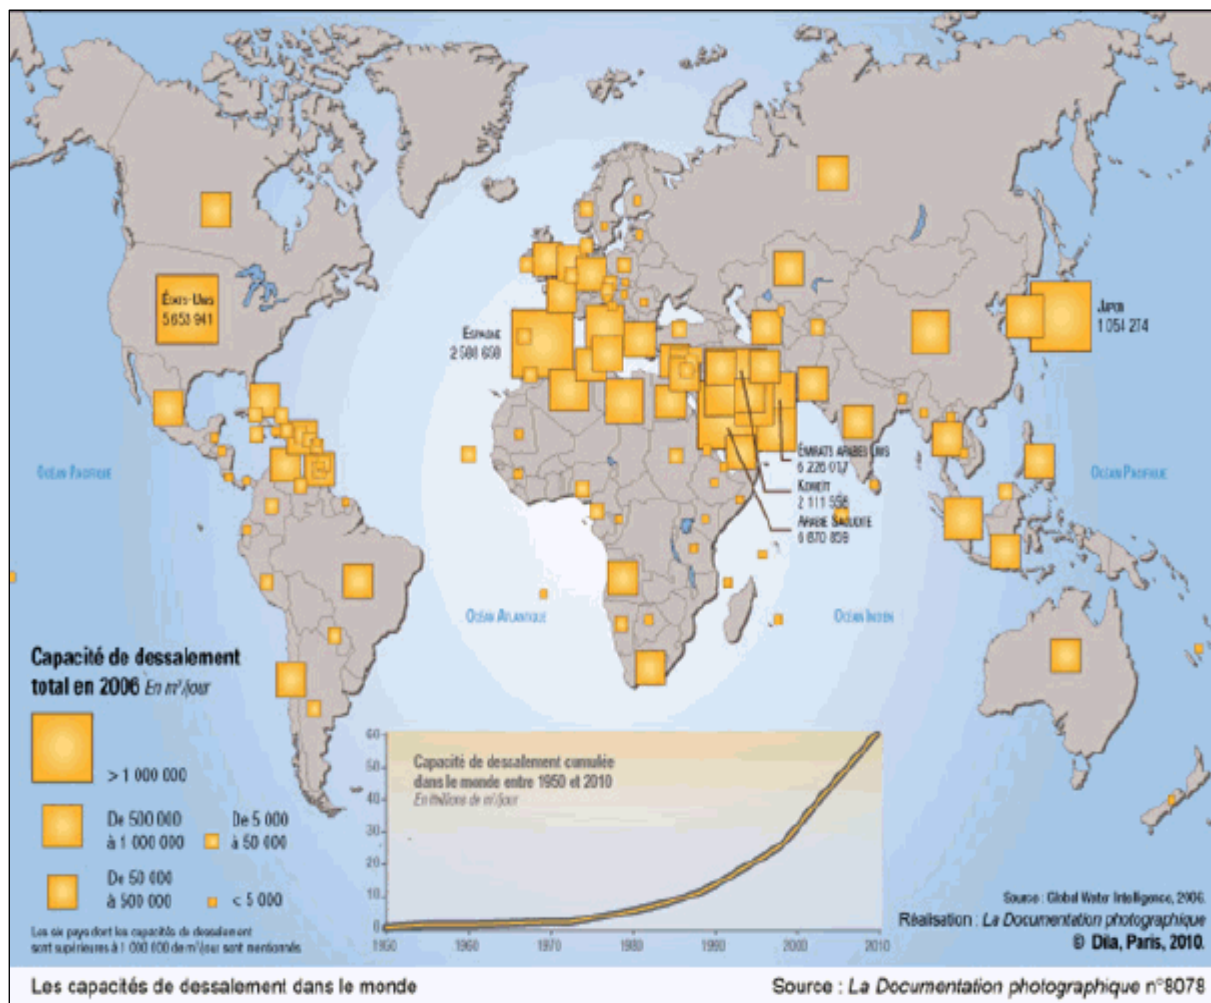 ÉTATS-UNIS
5 653 941
ESPAGNE
2 588 658
JAPON
1 051 274
ÉMIRATS ARABES UNIS
6 226 017
KOWEÏT
2 111 558
ARABIE SAOUDITE
6 870 859
OCÉAN PACIFIQUE
OCÉAN PACIFIQUE
OCÉAN ATLANTIQUE
OCÉAN INDIEN
Capacité de dessalement
total en 2006 En m³/jour
> 1 000 000
De 500 000
à 1 000 000
De 5 000
à 50 000
De 50 000
à 500 000
< 5 000
Les six pays dont les capacités de dessalement
sont supérieures à 1 000 000 de m³/jour sont mentionnés
Capacité de dessalement cumulée
dans le monde entre 1950 et 2010
En millions de m³/jour
60
50
40
30
20
10
0
1950 1960 1970 1980 1990 2000 2010
Source : Global Water Intelligence, 2006.
Réalisation : La Documentation photographique
© Dila, Paris, 2010.
Les capacités de dessalement dans le monde
Source : La Documentation photographique n°8078